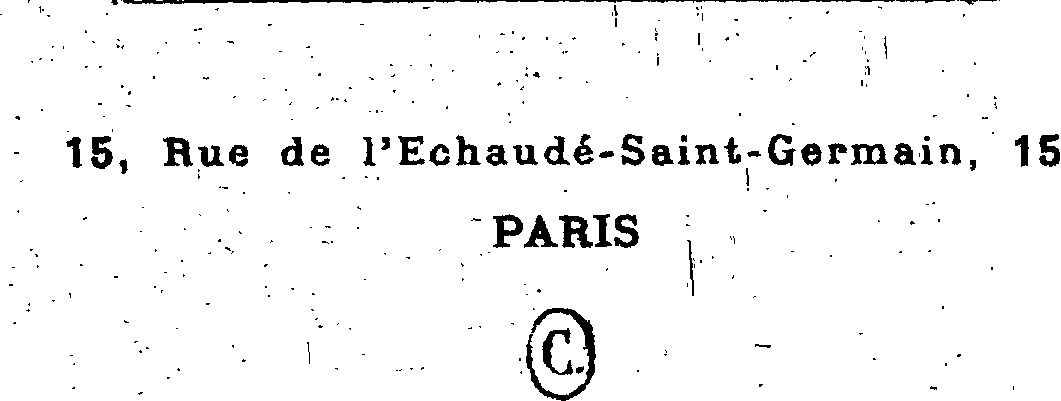 15, Rue de l'Echaudé-Saint-Germain, 15
PARIS
C.